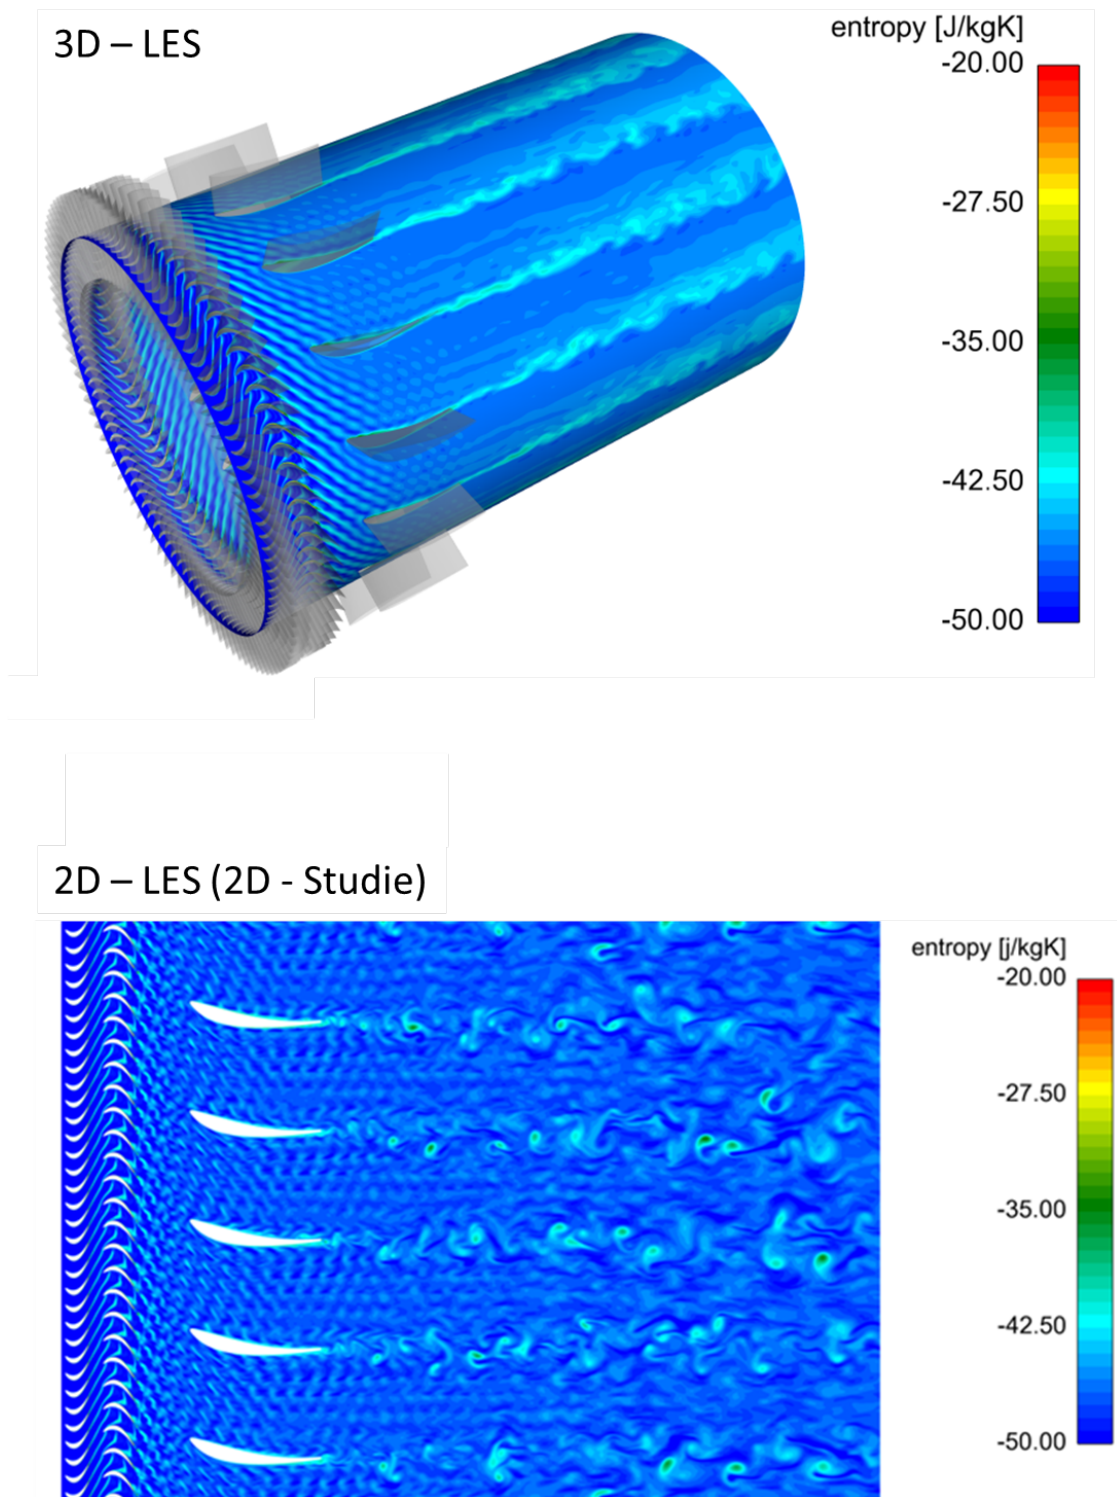 3D – LES
entropy [J/kgK]
-20.00
-27.50
-35.00
-42.50
-50.00
2D – LES (2D - Studie)
entropy [j/kgK]
-20.00
-27.50
-35.00
-42.50
-50.00